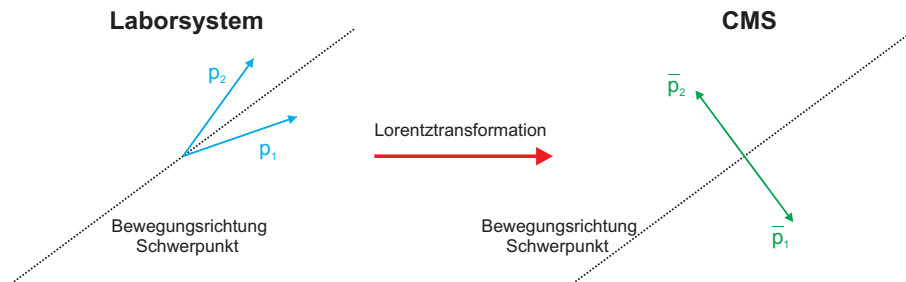 Laborsystem
p₂
p₁
Bewegungsrichtung
Schwerpunkt
Lorentztransformation
CMS
p̅₂
p̅₁
Bewegungsrichtung
Schwerpunkt